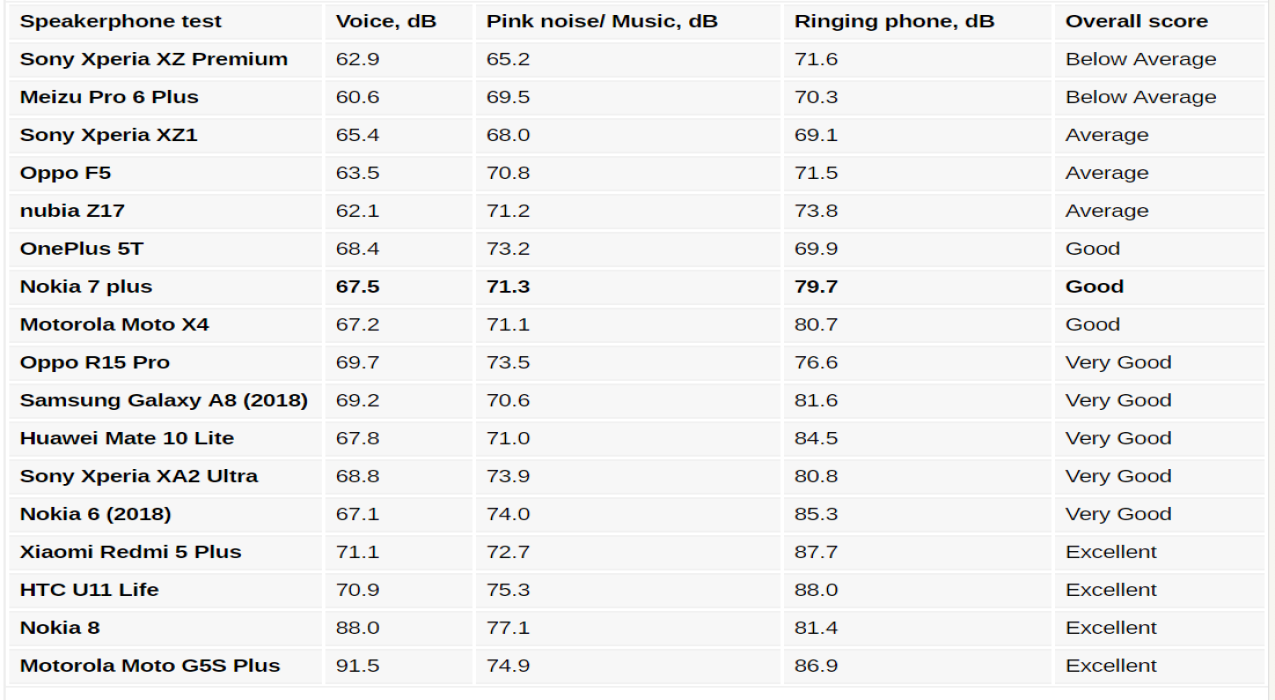 Speakerphone test Voice, dB Pink noise/ Music, dB Ringing phone, dB Overall score
Sony Xperia XZ Premium 62.9 65.2 71.6 Below Average
Meizu Pro 6 Plus 60.6 69.5 70.3 Below Average
Sony Xperia XZ1 65.4 68.0 69.1 Average
Oppo F5 63.5 70.8 71.5 Average
nubia Z17 62.1 71.2 73.8 Average
OnePlus 5T 68.4 73.2 69.9 Good
Nokia 7 plus 67.5 71.3 79.7 Good
Motorola Moto X4 67.2 71.1 80.7 Good
Oppo R15 Pro 69.7 73.5 76.6 Very Good
Samsung Galaxy A8 (2018) 69.2 70.6 81.6 Very Good
Huawei Mate 10 Lite 67.8 71.0 84.5 Very Good
Sony Xperia XA2 Ultra 68.8 73.9 80.8 Very Good
Nokia 6 (2018) 67.1 74.0 85.3 Very Good
Xiaomi Redmi 5 Plus 71.1 72.7 87.7 Excellent
HTC U11 Life 70.9 75.3 88.0 Excellent
Nokia 8 88.0 77.1 81.4 Excellent
Motorola Moto G5S Plus 91.5 74.9 86.9 Excellent